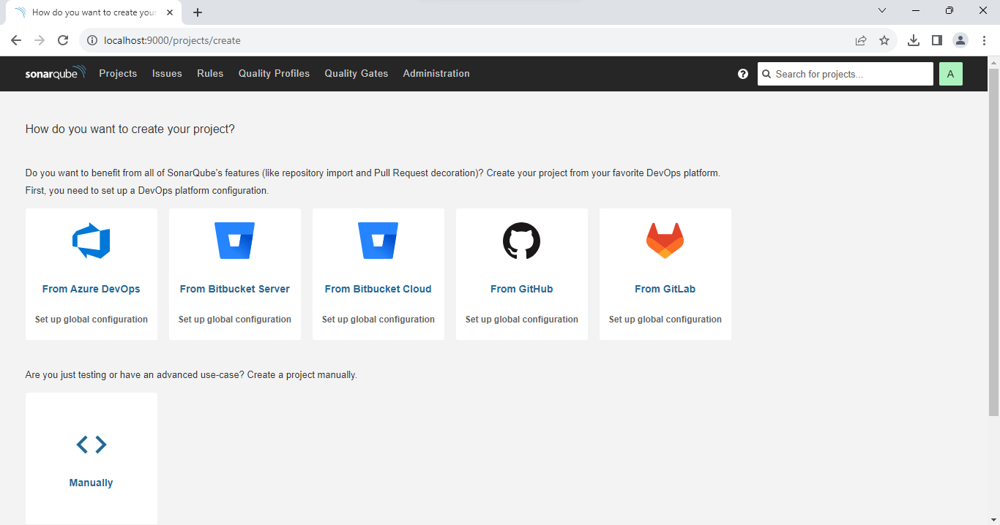 How do you want to create your
localhost:9000/projects/create
sonarqube Projects Issues Rules Quality Profiles Quality Gates Administration ? Search for projects... A
How do you want to create your project?
Do you want to benefit from all of SonarQube's features (like repository import and Pull Request decoration)? Create your project from your favorite DevOps platform.
First, you need to set up a DevOps platform configuration.
From Azure DevOps From Bitbucket Server From Bitbucket Cloud From GitHub From GitLab
Set up global configuration Set up global configuration Set up global configuration Set up global configuration Set up global configuration
Are you just testing or have an advanced use-case? Create a project manually.
Manually